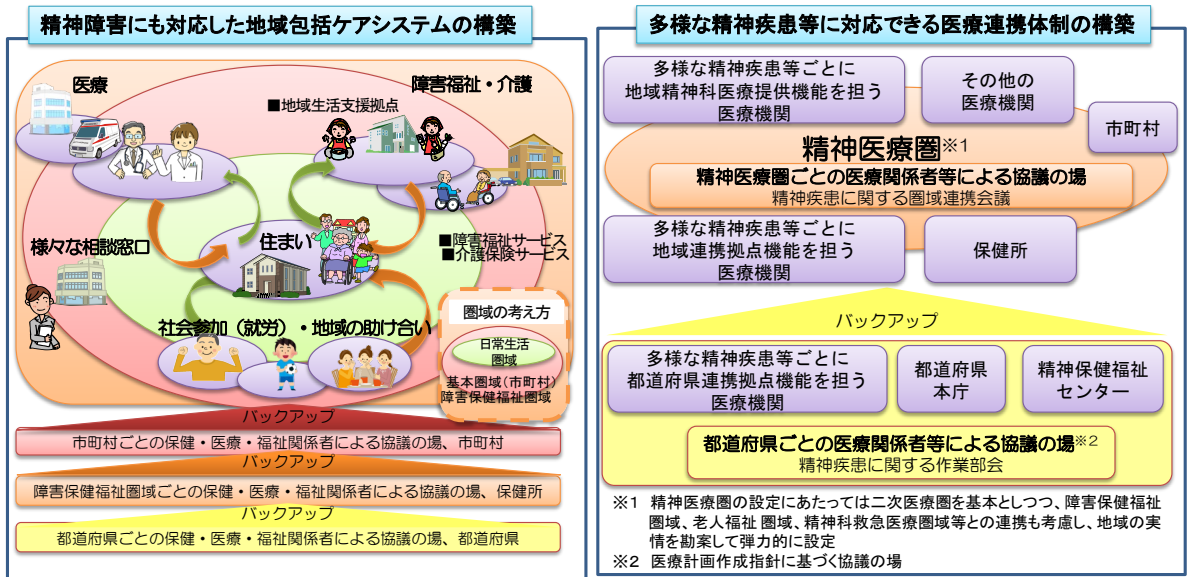 精神障害にも対応した地域包括ケアシステムの構築
医療
障害福祉・介護
■地域生活支援拠点
様々な相談窓口
住まい
■障害福祉サービス
■介護保険サービス
社会参加（就労）・地域の助け合い
圏域の考え方
日常生活
圏域
基本圏域（市町村）
障害保健福祉圏域
バックアップ
市町村ごとの保健・医療・福祉関係者による協議の場、市町村
バックアップ
障害保健福祉圏域ごとの保健・医療・福祉関係者による協議の場、保健所
バックアップ
都道府県ごとの保健・医療・福祉関係者による協議の場、都道府県
多様な精神疾患等に対応できる医療連携体制の構築
多様な精神疾患等ごとに
地域精神科医療提供機能を担う
医療機関
その他の
医療機関
市町村
精神医療圏※1
精神医療圏ごとの医療関係者等による協議の場
精神疾患に関する圏域連携会議
多様な精神疾患等ごとに
地域連携拠点機能を担う
医療機関
保健所
バックアップ
多様な精神疾患等ごとに
都道府県連携拠点機能を担う
医療機関
都道府県
本庁
精神保健福祉
センター
都道府県ごとの医療関係者等による協議の場※2
精神疾患に関する作業部会
※1　精神医療圏の設定にあたっては二次医療圏を基本としつつ、障害保健福祉
圏域、老人福祉 圏域、精神科救急医療圏域等との連携も考慮し、地域の実
情を勘案して弾力的に設定
※2　医療計画作成指針に基づく協議の場